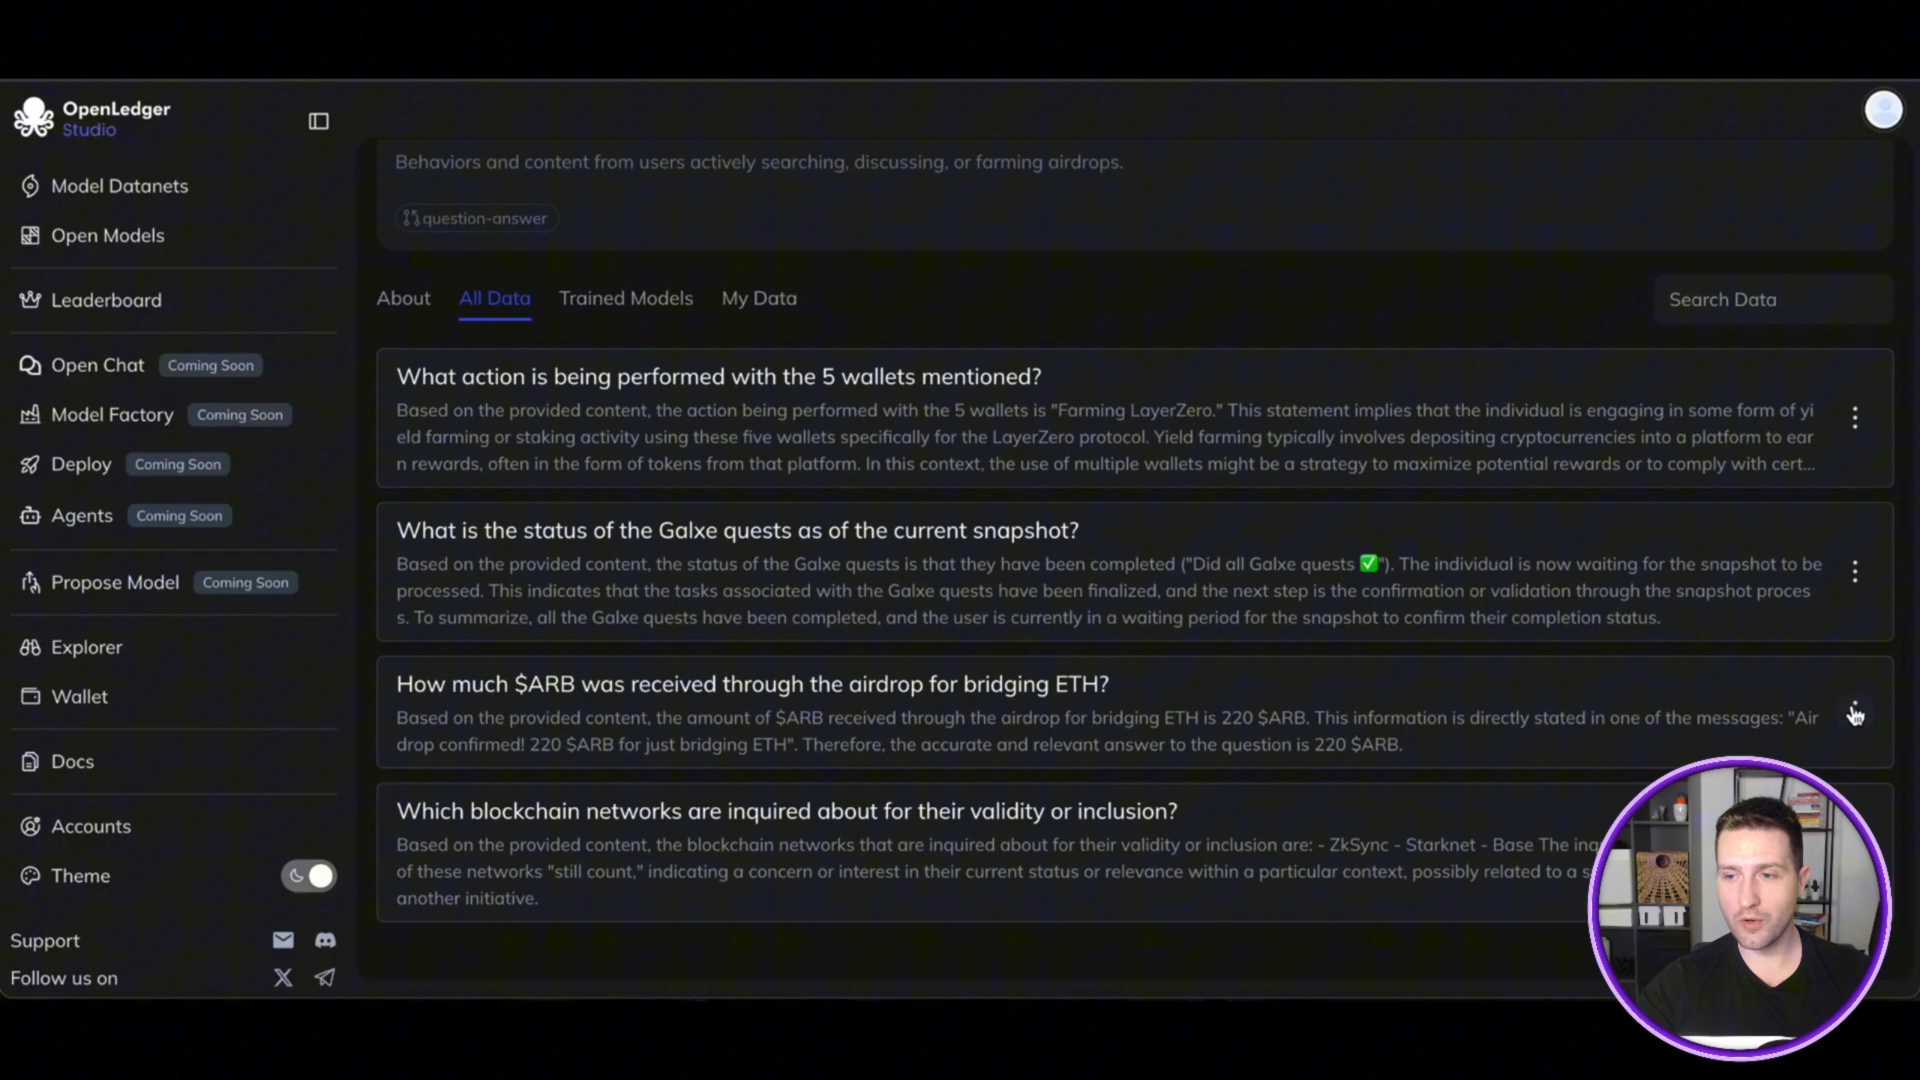 OpenLedger
Studio
Model Datanets
Open Models
Leaderboard
Open Chat Coming Soon
Model Factory Coming Soon
Deploy Coming Soon
Agents Coming Soon
Propose Model Coming Soon
Explorer
Wallet
Docs
Accounts
Theme
Support
Follow us on
Behaviors and content from users actively searching, discussing, or farming airdrops.
question-answer
About All Data Trained Models My Data
Search Data
What action is being performed with the 5 wallets mentioned?
Based on the provided content, the action being performed with the 5 wallets is "Farming LayerZero." This statement implies that the individual is engaging in some form of yi
eld farming or staking activity using these five wallets specifically for the LayerZero protocol. Yield farming typically involves depositing cryptocurrencies into a platform to ear
n rewards, often in the form of tokens from that platform. In this context, the use of multiple wallets might be a strategy to maximize potential rewards or to comply with cert...
What is the status of the Galxe quests as of the current snapshot?
Based on the provided content, the status of the Galxe quests is that they have been completed ("Did all Galxe quests ✅"). The individual is now waiting for the snapshot to be
processed. This indicates that the tasks associated with the Galxe quests have been finalized, and the next step is the confirmation or validation through the snapshot proces
s. To summarize, all the Galxe quests have been completed, and the user is currently in a waiting period for the snapshot to confirm their completion status.
How much $ARB was received through the airdrop for bridging ETH?
Based on the provided content, the amount of $ARB received through the airdrop for bridging ETH is 220 $ARB. This information is directly stated in one of the messages: "Air
drop confirmed! 220 $ARB for just bridging ETH". Therefore, the accurate and relevant answer to the question is 220 $ARB.
Which blockchain networks are inquired about for their validity or inclusion?
Based on the provided content, the blockchain networks that are inquired about for their validity or inclusion are: - ZkSync - Starknet - Base The
of these networks "still count," indicating a concern or interest in their current status or relevance within a particular context, possibly related to a
another initiative.